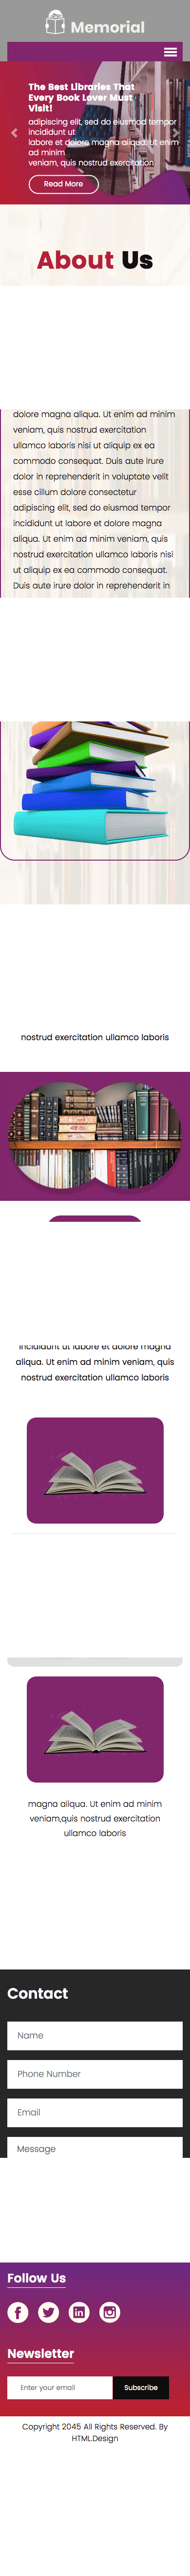 Memorial
The Best Libraries That
Every Book Lover Must
Visit!
adipiscing elit, sed do eiusmod tempor
incididunt ut
labore et dolore magna aliqua. Ut enim
ad minim
veniam, quis nostrud exercitation
Read More
About Us
dolore magna aliqua. Ut enim ad minim
veniam, quis nostrud exercitation
ullamco laboris nisi ut aliquip ex ea
commodo consequat. Duis aute irure
dolor in reprehenderit in voluptate velit
esse cillum dolore consectetur
adipiscing elit, sed do eiusmod tempor
incididunt ut labore et dolore magna
aliqua. Ut enim ad minim veniam, quis
nostrud exercitation ullamco laboris nisi
ut aliquip ex ea commodo consequat.
Duis aute irure dolor in reprehenderit in
nostrud exercitation ullamco laboris
incididunt ut labore et dolore magna
aliqua. Ut enim ad minim veniam, quis
nostrud exercitation ullamco laboris
magna aliqua. Ut enim ad minim
veniam,quis nostrud exercitation
ullamco laboris
Contact
Name
Phone Number
Email
Message
Follow Us
Newsletter
Enter your email
Subscribe
Copyright 2045 All Rights Reserved. By
HTML.Design